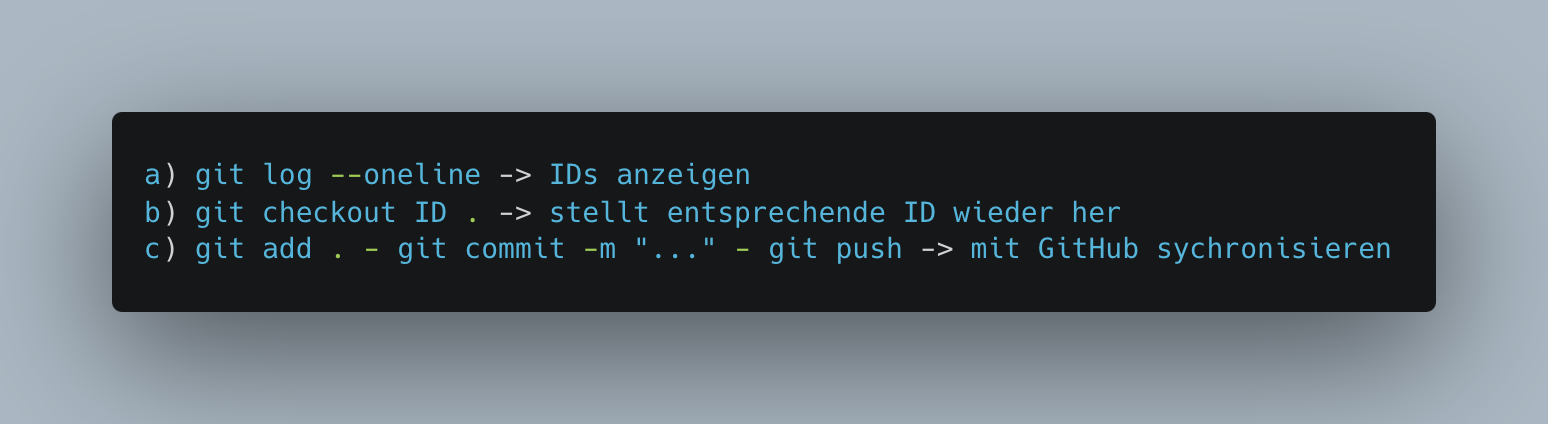 a) git log --oneline -> IDs anzeigen
b) git checkout ID . -> stellt entsprechende ID wieder her
c) git add . - git commit -m "..." - git push -> mit GitHub sychronisieren